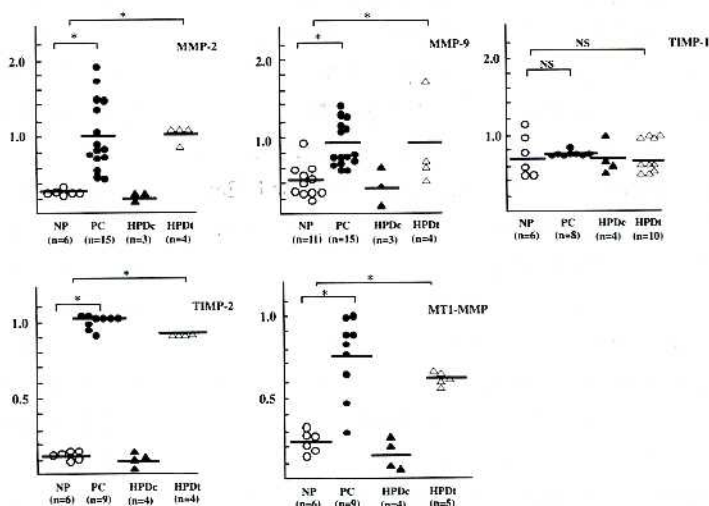 * * NS
MMP-2 MMP-9 TIMP-1
* * NS
2.0 2.0 2.0
1.0 1.0 1.0
NP PC HPDc HPDt NP PC HPDc HPDt NP PC HPDc HPDt
(n=6) (n=15) (n=3) (n=4) (n=11) (n=15) (n=3) (n=4) (n=6) (n=8) (n=4) (n=10)
* *
TIMP-2 MT1-MMP
* *
1.0 1.0
0.5 0.5
NP PC HPDc HPDt NP PC HPDc HPDt
(n=6) (n=9) (n=4) (n=4) (n=6) (n=9) (n=4) (n=5)